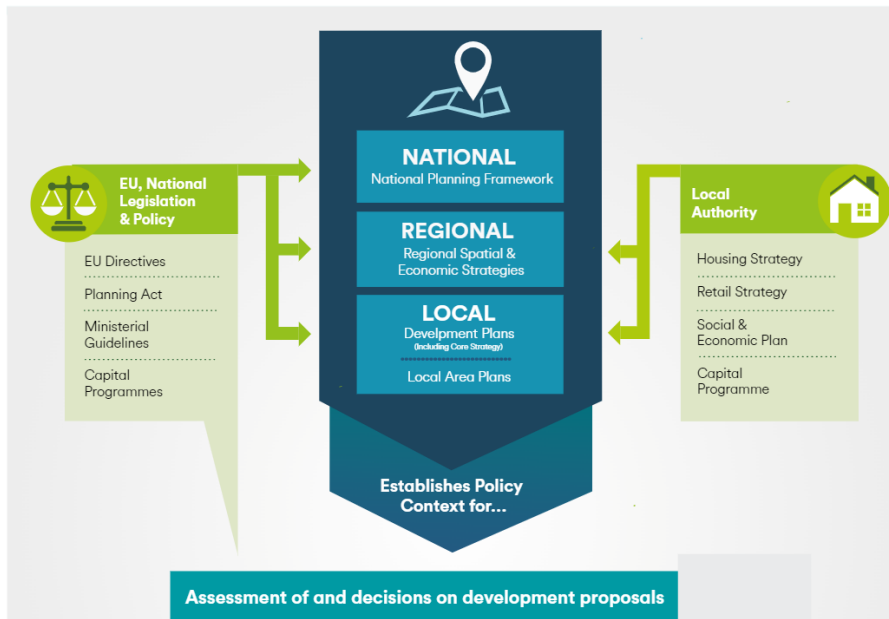 NATIONAL
National Planning Framework
REGIONAL
Regional Spatial &
Economic Strategies
LOCAL
Develpment Plans
(Including Core Strategy)
Local Area Plans
EU, National
Legislation
& Policy
EU Directives
Planning Act
Ministerial
Guidelines
Capital
Programmes
Local
Authority
Housing Strategy
Retail Strategy
Social &
Economic Plan
Capital
Programme
Establishes Policy
Context for...
Assessment of and decisions on development proposals